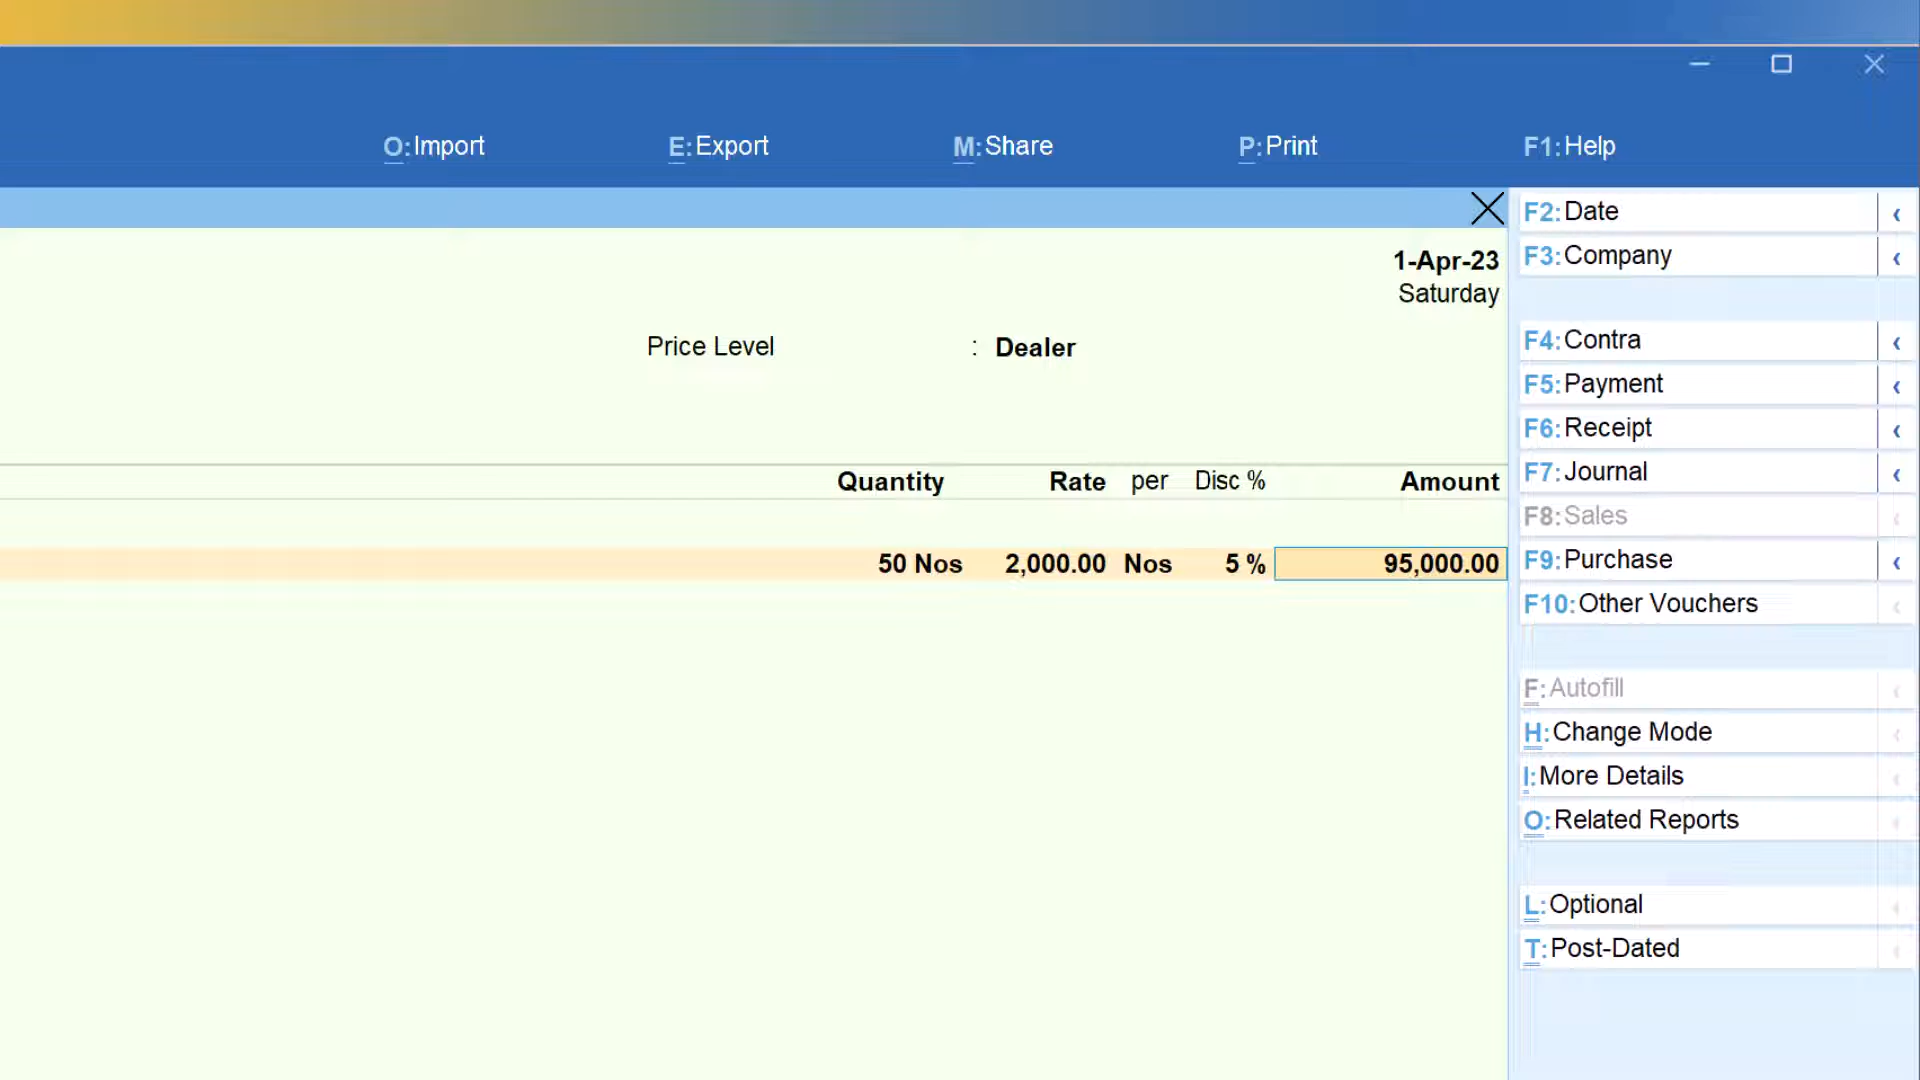 O:Import E:Export M:Share P:Print F1:Help
F2:Date
F3:Company
1-Apr-23
Saturday
Price Level : Dealer
F4:Contra
F5:Payment
F6:Receipt
F7:Journal
Quantity Rate per Disc % Amount
F8:Sales
50 Nos 2,000.00 Nos 5 % 95,000.00
F9:Purchase
F10:Other Vouchers
F:Autofill
H:Change Mode
I:More Details
O:Related Reports
L:Optional
T:Post-Dated